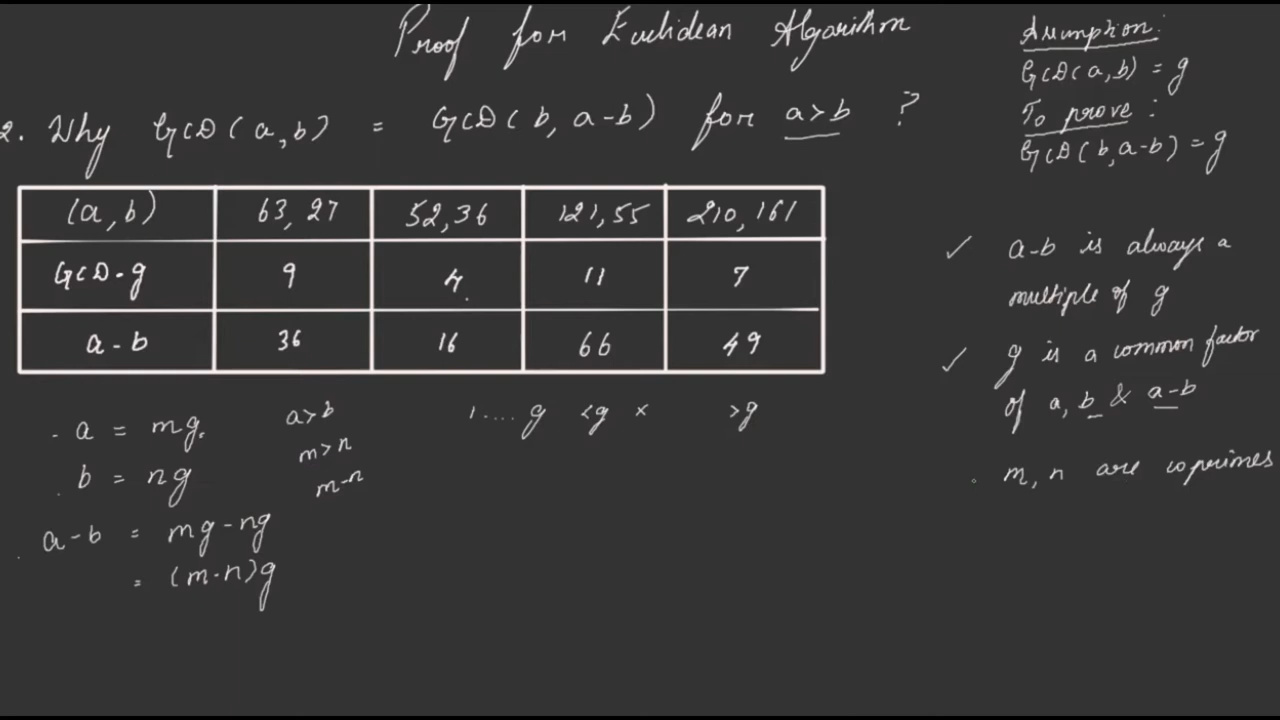 Proof for Euclidean Algorithm
2. Why GCD(a,b) = GCD(b, a-b) for a>b ?
(a,b) 63, 27 52, 36 121, 55 210, 161
GCD - g 9 4 11 7
a - b 36 16 66 49
a = mg a>b
b = ng m>n
m-n
a-b = mg-ng
= (m-n)g
1.... g <g × >g
Assumption:
GCD(a,b) = g
To prove:
GCD(b,a-b) = g
✓ a-b is always a
multiple of g
✓ g is a common factor
of a, b & a-b
. m, n are coprimes